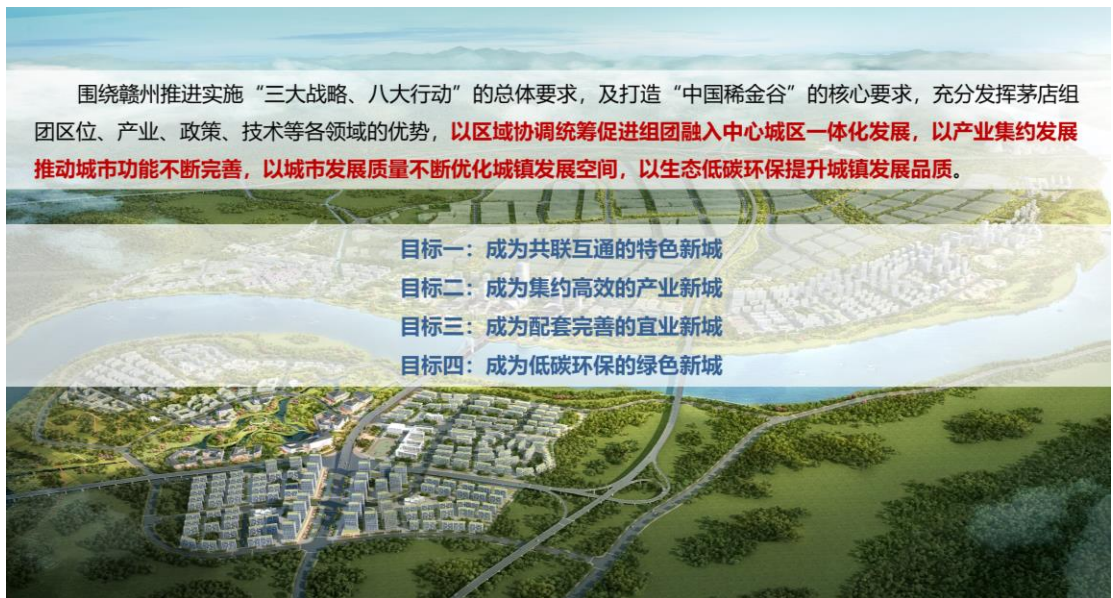 围绕赣州推进实施“三大战略、八大行动”的总体要求，及打造“中国稀金谷”的核心要求，充分发挥茅店组
团区位、产业、政策、技术等各领域的优势，以区域协调统筹促进组团融入中心城区一体化发展，以产业集约发展
推动城市功能不断完善，以城市发展质量不断优化城镇发展空间，以生态低碳环保提升城镇发展品质。
目标一：成为共联互通的特色新城
目标二：成为集约高效的产业新城
目标三：成为配套完善的宜业新城
目标四：成为低碳环保的绿色新城